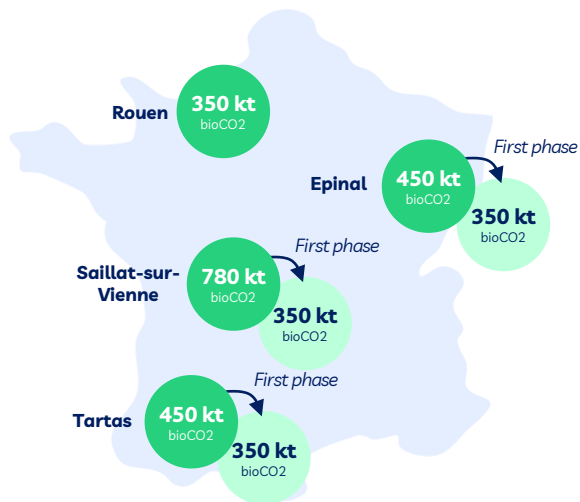 350 kt
bioCO2
Rouen
First phase
Epinal
450 kt
bioCO2
350 kt
bioCO2
First phase
Saillat-sur-
Vienne
780 kt
bioCO2
350 kt
bioCO2
First phase
Tartas
450 kt
bioCO2
350 kt
bioCO2